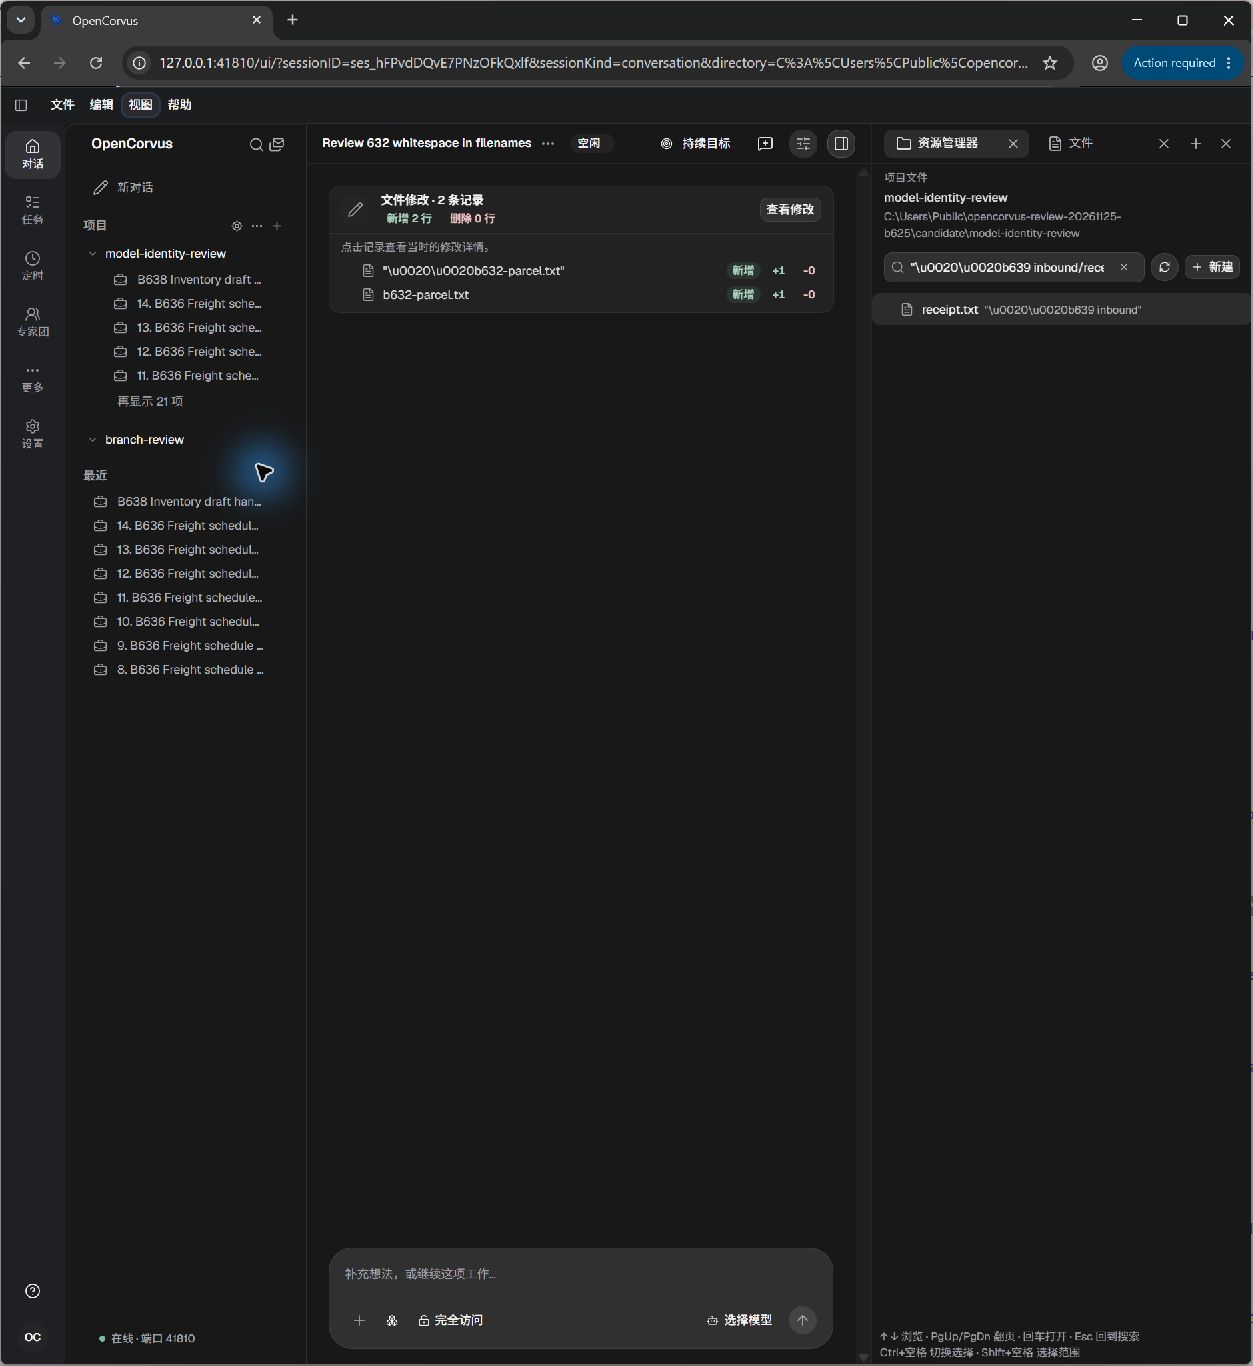 OpenCorvus
127.0.0.1:41810/ui/?sessionID=ses_hFPvdDQvE7PNzOFkQxlf&sessionKind=conversation&directory=C%3A%5CUsers%5CPublic%5Copencor...
Action required
文件 编辑 视图 帮助
对话
任务
定时
专家团
更多
设置
OC
OpenCorvus
新对话
项目
model-identity-review
B638 Inventory draft ...
14. B636 Freight sche...
13. B636 Freight sche...
12. B636 Freight sche...
11. B636 Freight sche...
再显示 21 项
branch-review
最近
B638 Inventory draft han...
14. B636 Freight schedul...
13. B636 Freight schedul...
12. B636 Freight schedul...
11. B636 Freight schedule...
10. B636 Freight schedul...
9. B636 Freight schedule ...
8. B636 Freight schedule ...
在线 · 端口 41810
Review 632 whitespace in filenames ... 空闲 持续目标
文件修改 · 2 条记录
新增 2 行 删除 0 行
查看修改
点击记录查看当时的修改详情。
"\u0020\u0020b632-parcel.txt" 新增 +1 -0
b632-parcel.txt 新增 +1 -0
补充想法，或继续这项工作...
完全访问 选择模型
资源管理器 文件
项目文件
model-identity-review
C:\Users\Public\opencorvus-review-20261125-
b625\candidate\model-identity-review
"\u0020\u0020b639 inbound/rece
新建
receipt.txt "\u0020\u0020b639 inbound"
↑↓ 浏览 · PgUp/PgDn 翻页 · 回车打开 · Esc 回到搜索
Ctrl+空格 切换选择 · Shift+空格 选择范围